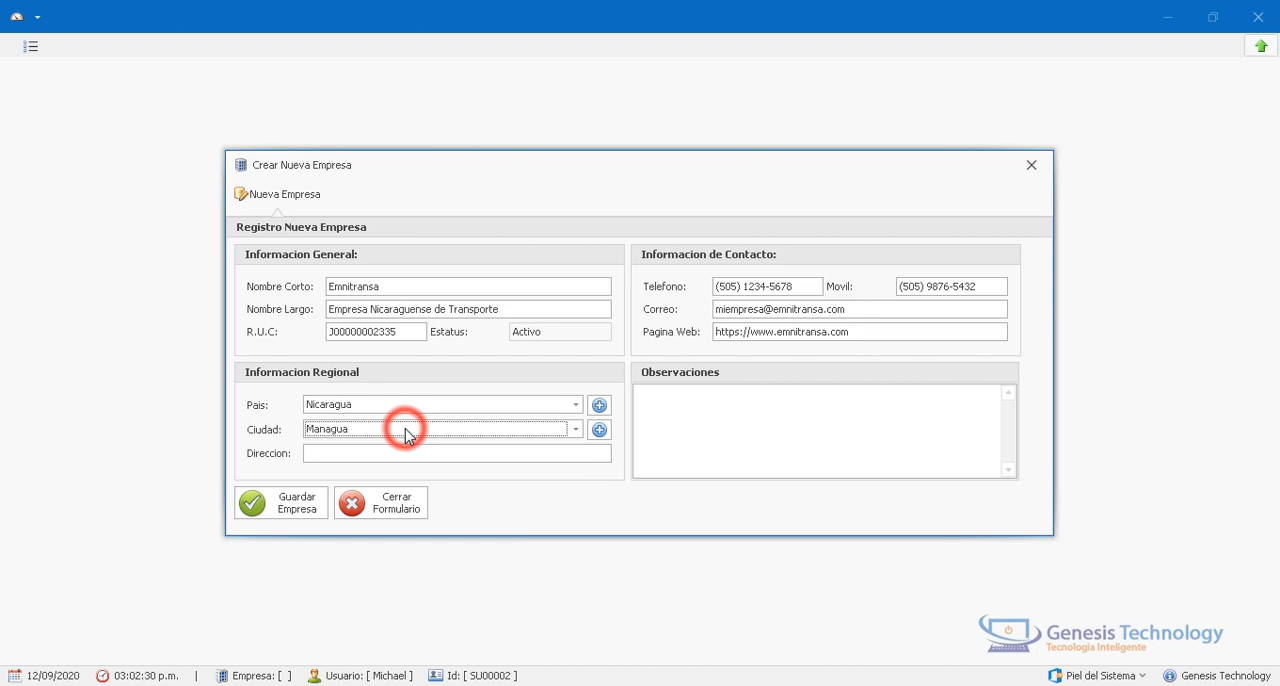 Crear Nueva Empresa
Nueva Empresa
Registro Nueva Empresa
Informacion General:
Nombre Corto: Emnitransa
Nombre Largo: Empresa Nicaraguense de Transporte
R.U.C: J00000002335 Estatus: Activo
Informacion de Contacto:
Telefono: (505) 1234-5678 Movil: (505) 9876-5432
Correo: miempresa@emnitransa.com
Pagina Web: https://www.emnitransa.com
Informacion Regional
Pais: Nicaragua
Ciudad: Managua
Direccion:
Observaciones
Guardar
Empresa
Cerrar
Formulario
Genesis Technology
Tecnologia Inteligente
12/09/2020 03:02:30 p.m. | Empresa: [ ] Usuario: [ Michael ] Id: [ SU00002 ] Piel del Sistema Genesis Technology